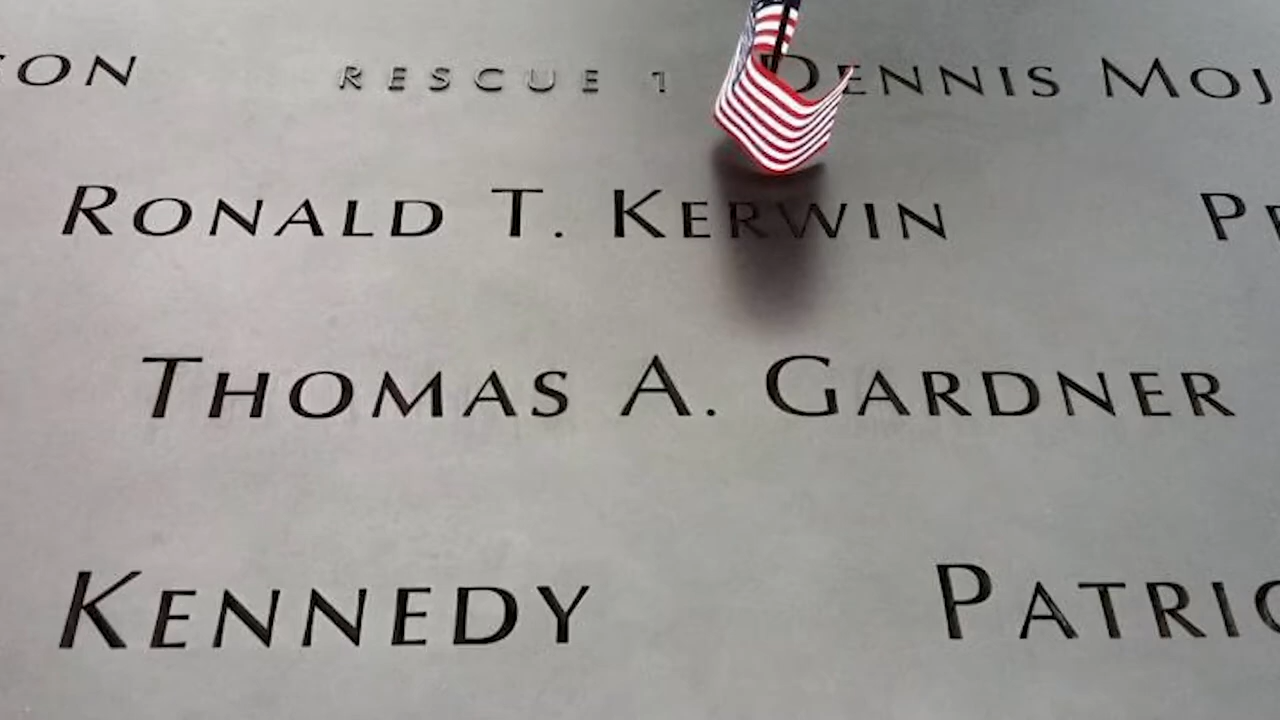 RESCUE 1 DENNIS
RONALD T. KERWIN
THOMAS A. GARDNER
KENNEDY